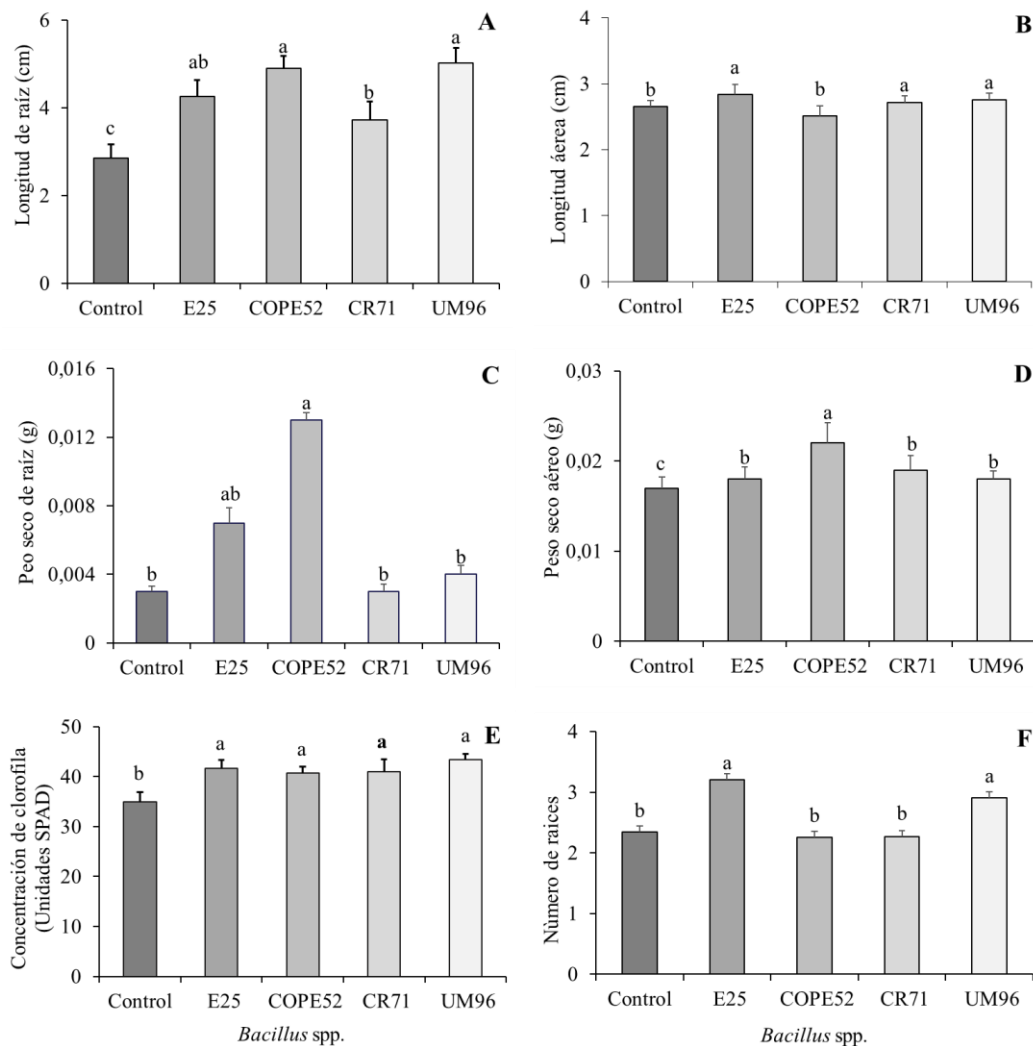 A
Longitud de raíz (cm)
6
4
2
0
c
ab
a
b
a
Control
E25
COPE52
CR71
UM96
B
Longitud áerea (cm)
4
3
2
1
0
b
a
b
a
a
Control
E25
COPE52
CR71
UM96
C
Peo seco de raíz (g)
0,016
0,012
0,008
0,004
0
b
ab
a
b
b
Control
E25
COPE52
CR71
UM96
D
Peso seco aéreo (g)
0,03
0,02
0,01
0
c
b
a
b
b
Control
E25
COPE52
CR71
UM96
E
Concentración de clorofila
(Unidades SPAD)
50
40
30
20
10
0
b
a
a
a
a
Control
E25
COPE52
CR71
UM96
Bacillus spp.
F
Nùmero de raices
4
3
2
1
0
b
a
b
b
a
Control
E25
COPE52
CR71
UM96
Bacillus spp.